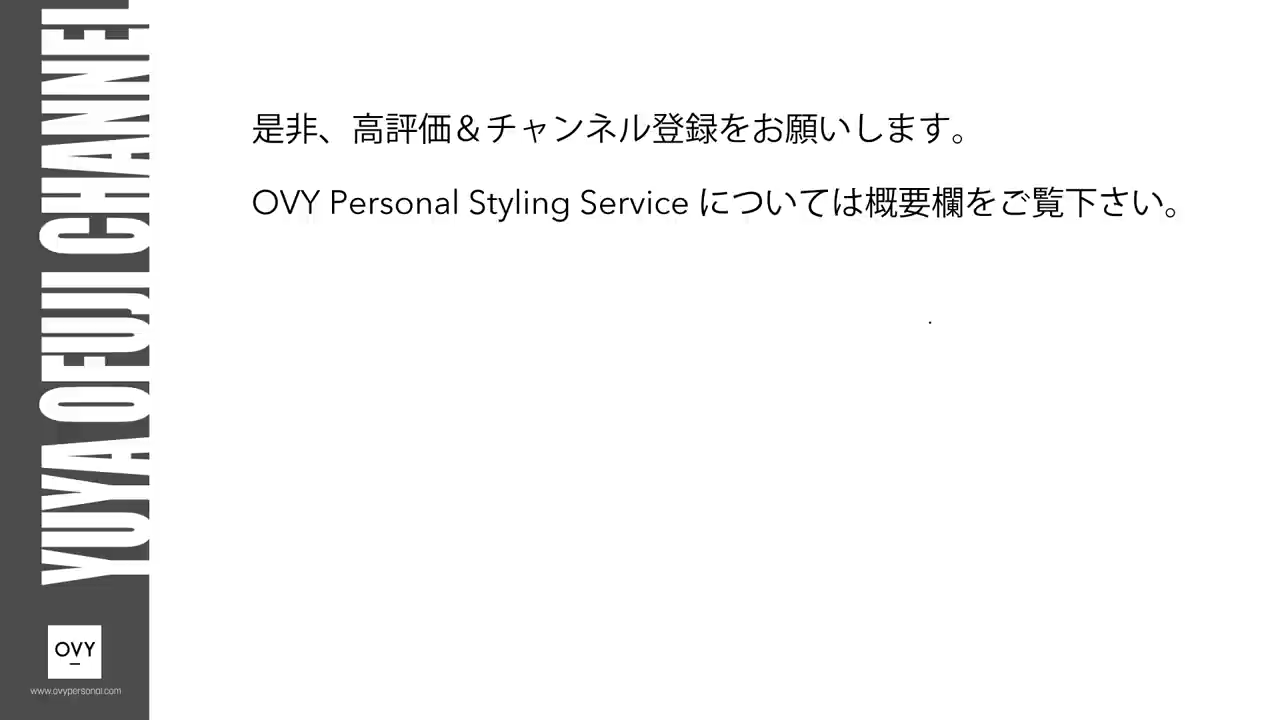 是非、高評価＆チャンネル登録をお願いします。
OVY Personal Styling Service については概要欄をご覧下さい。
YUYA OFUJI CHANNEL
OVY
www.ovypersonal.com